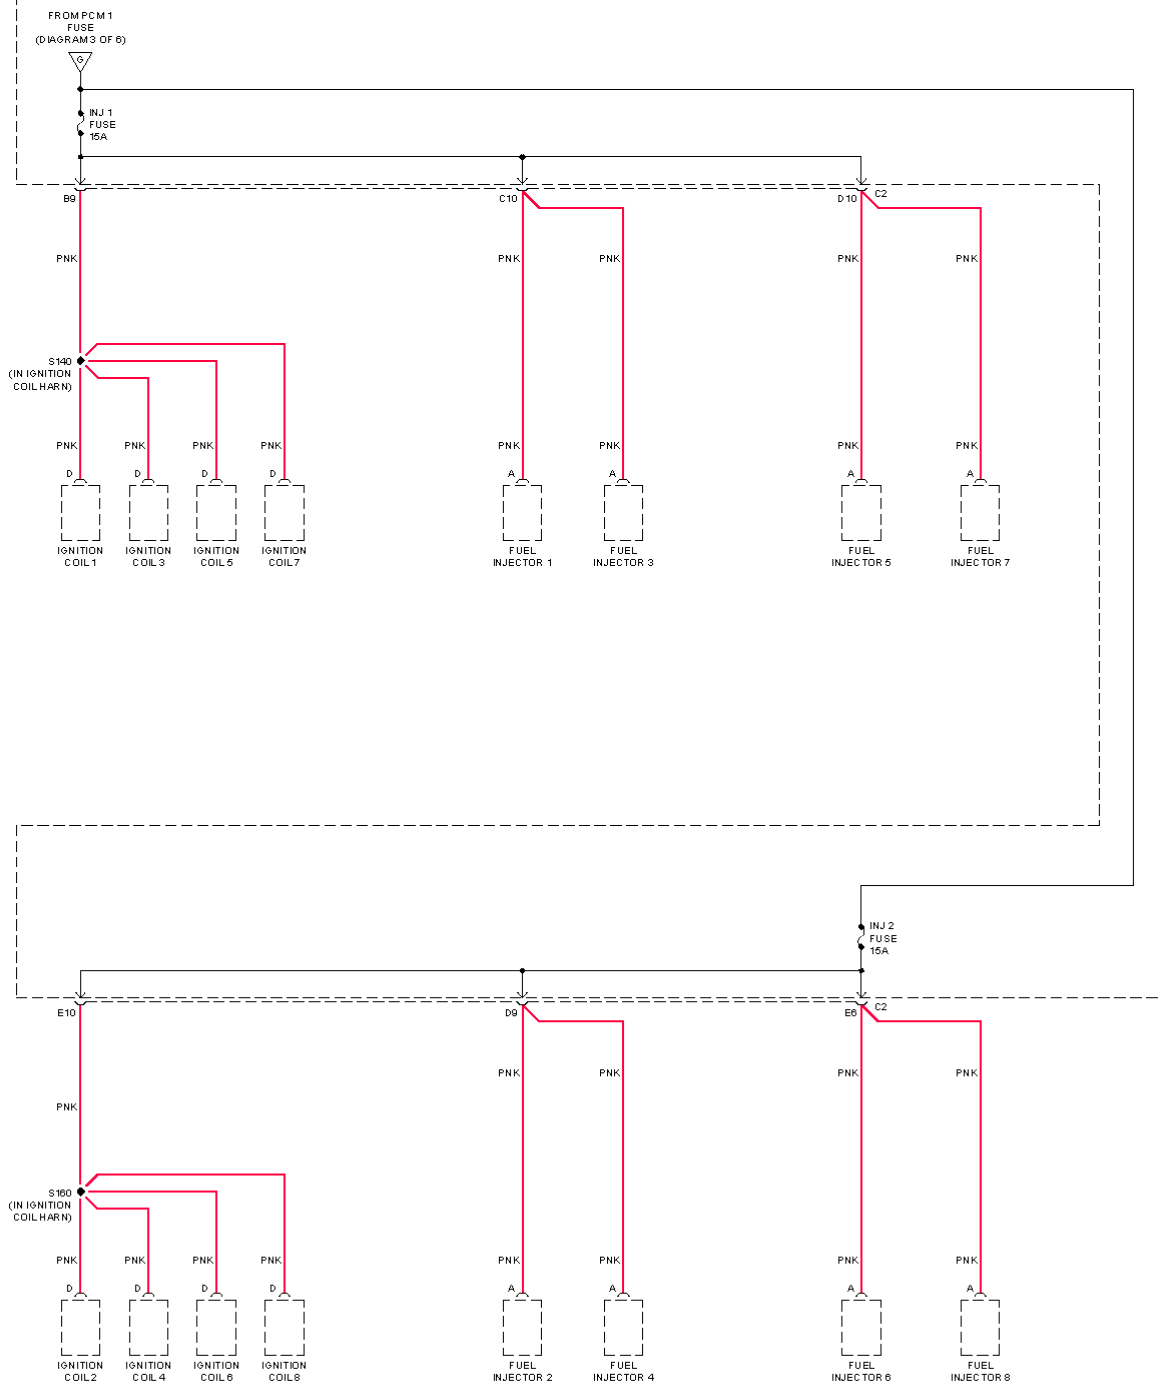 FROM PCM 1
FUSE
(DIAGRAM 3 OF 6)
G
INJ 1
FUSE
15A
B9
C10
D10
C2
PNK
PNK
PNK
PNK
PNK
S140
(IN IGNITION
COIL HARN)
PNK
PNK
PNK
PNK
PNK
PNK
PNK
PNK
D
D
D
D
A
A
A
A
IGNITION
COIL 1
IGNITION
COIL 3
IGNITION
COIL 5
IGNITION
COIL 7
FUEL
INJECTOR 1
FUEL
INJECTOR 3
FUEL
INJECTOR 5
FUEL
INJECTOR 7
INJ 2
FUSE
15A
E10
D9
E6
C2
PNK
PNK
PNK
PNK
PNK
S160
(IN IGNITION
COIL HARN)
PNK
PNK
PNK
PNK
PNK
PNK
PNK
PNK
D
D
D
D
A
A
A
A
IGNITION
COIL 2
IGNITION
COIL 4
IGNITION
COIL 6
IGNITION
COIL 8
FUEL
INJECTOR 2
FUEL
INJECTOR 4
FUEL
INJECTOR 6
FUEL
INJECTOR 8